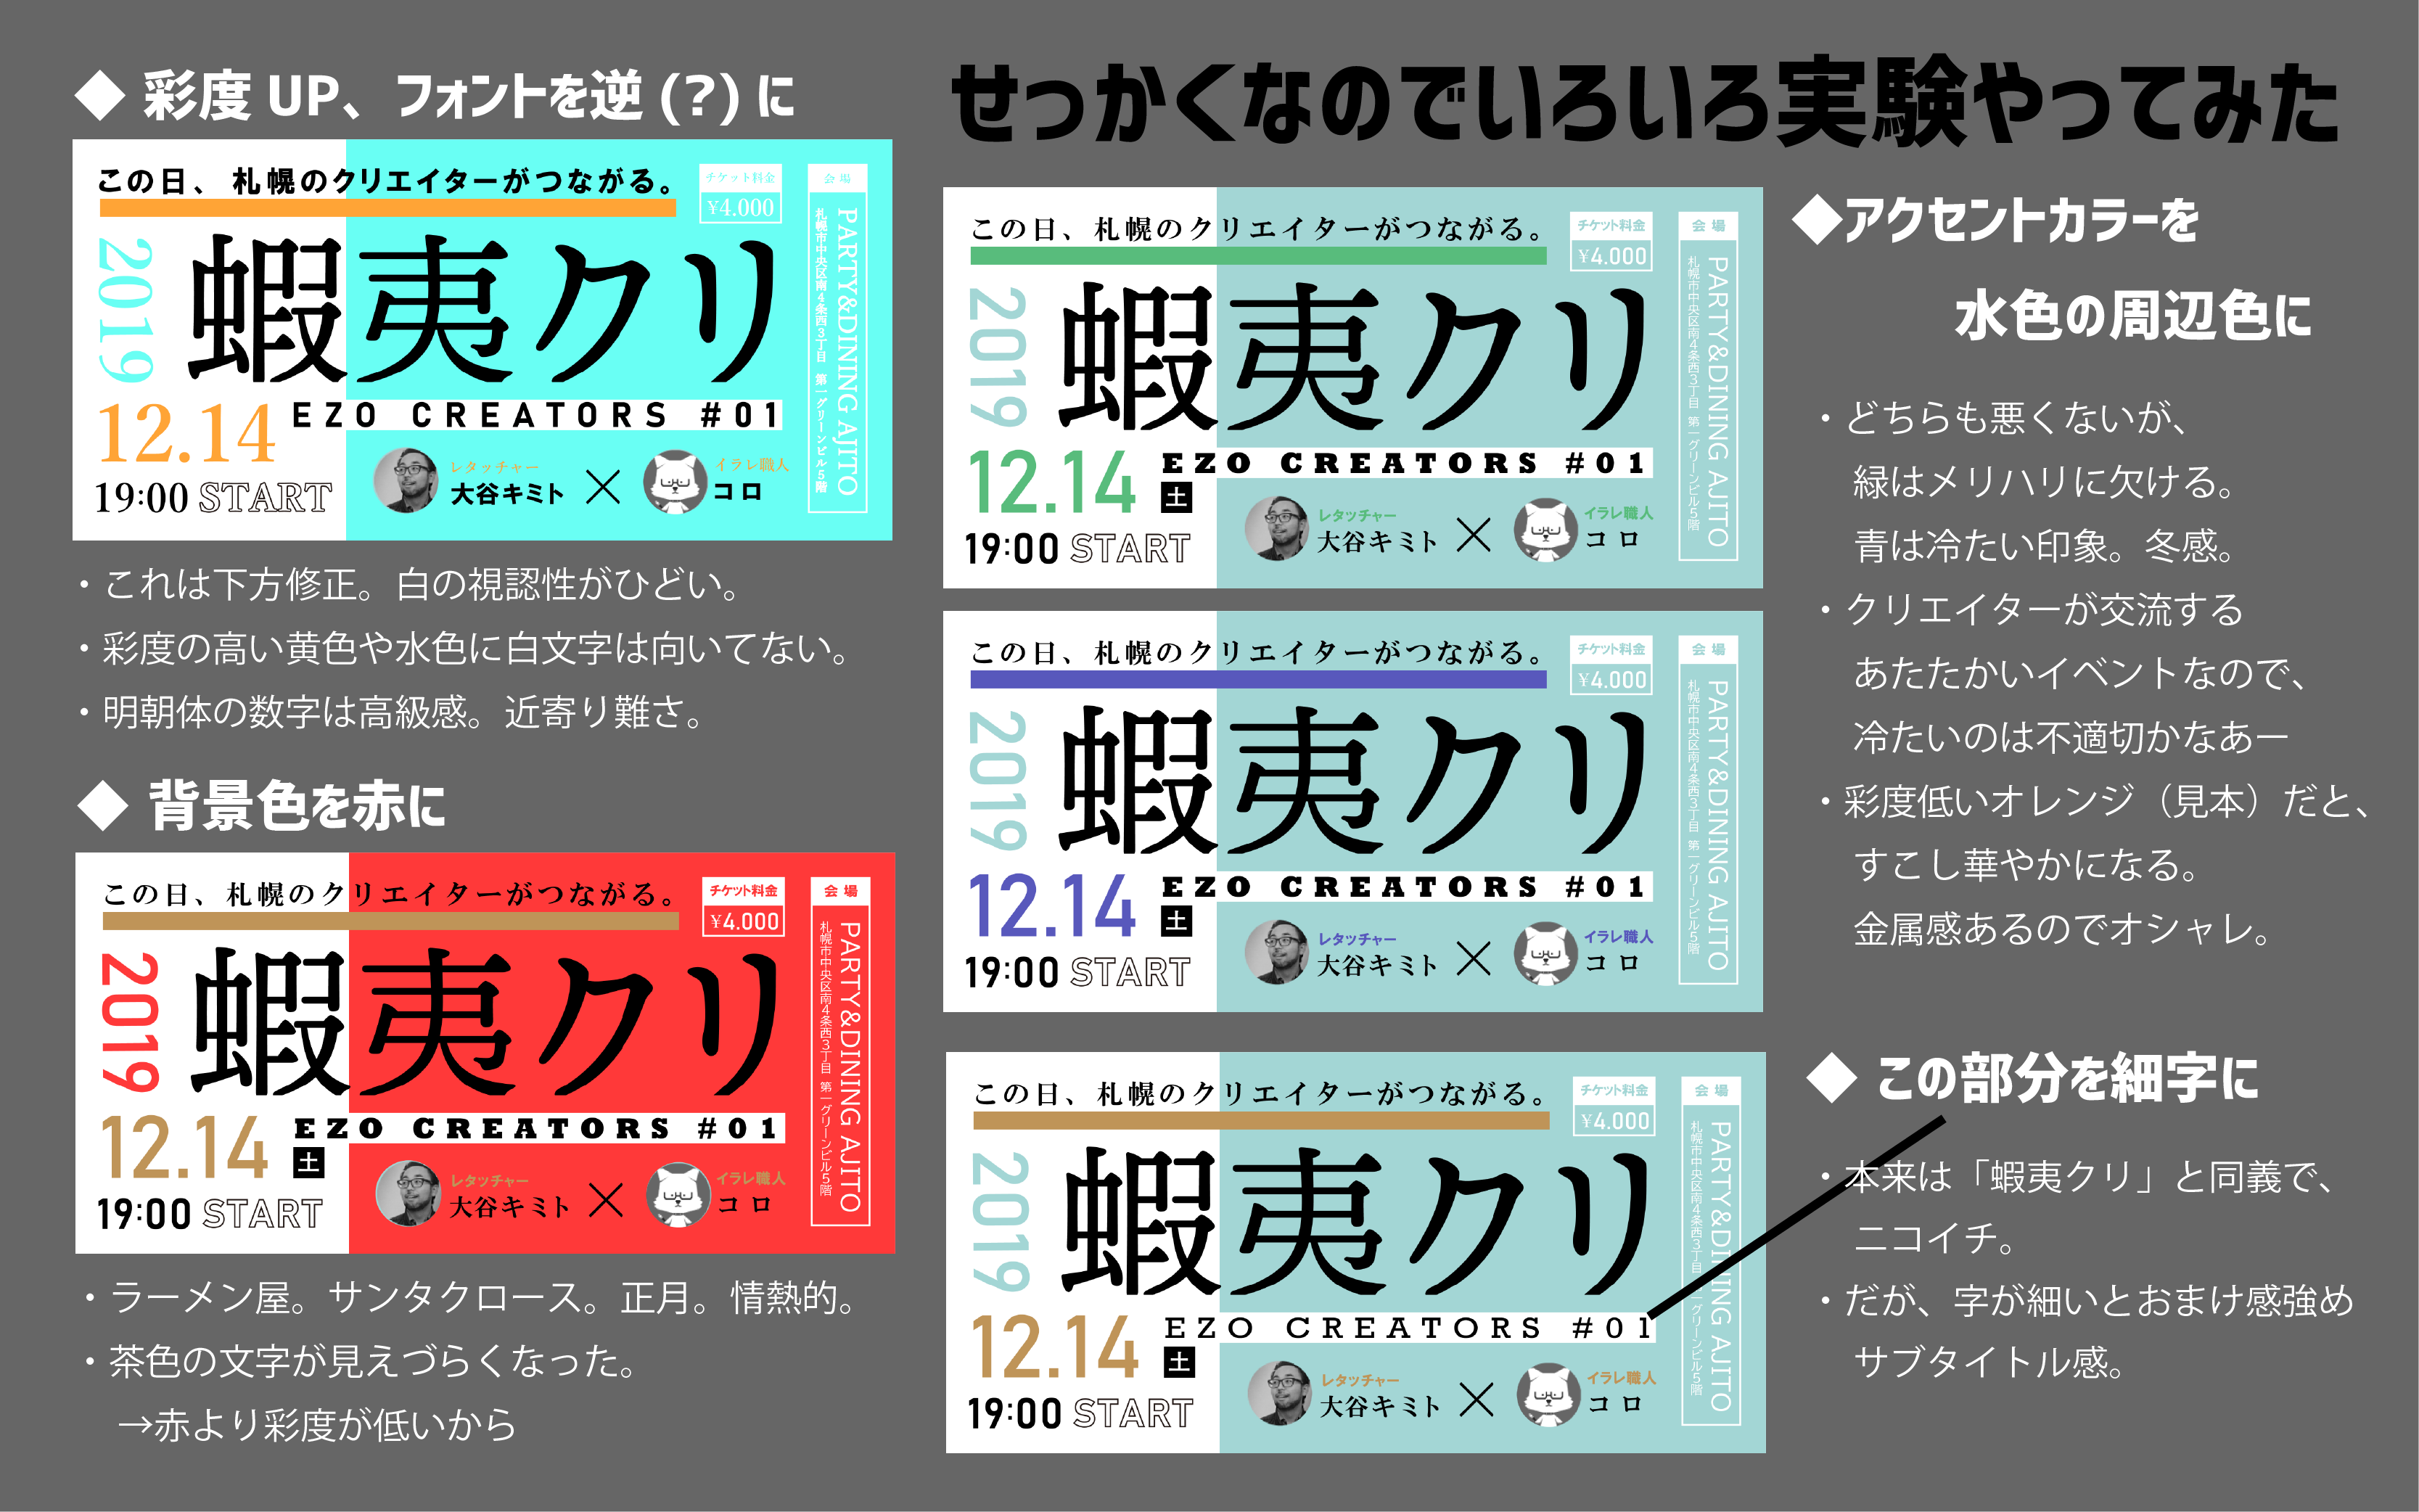 せっかくなのでいろいろ実験やってみた
◆ 彩度 UP、フォントを逆 (?) に
この日、札幌のクリエイターがつながる。
チケット料金
¥4.000
会場
PARTY&DINING AJITO
札幌市中央区南4条西3丁目 第一グリーンビル5階
2019
蝦夷クリ
12.14
EZO CREATORS #01
19:00 START
レタッチャー
大谷キミト
×
イラレ職人
コロ
・これは下方修正。白の視認性がひどい。
・彩度の高い黄色や水色に白文字は向いてない。
・明朝体の数字は高級感。近寄り難さ。
◆ 背景色を赤に
この日、札幌のクリエイターがつながる。
チケット料金
¥4.000
会場
PARTY&DINING AJITO
札幌市中央区南4条西3丁目 第一グリーンビル5階
2019
蝦夷クリ
12.14
土
EZO CREATORS #01
19:00 START
レタッチャー
大谷キミト
×
イラレ職人
コロ
・ラーメン屋。サンタクロース。正月。情熱的。
・茶色の文字が見えづらくなった。
→赤より彩度が低いから
この日、札幌のクリエイターがつながる。
チケット料金
¥4.000
会場
PARTY&DINING AJITO
札幌市中央区南4条西3丁目 第一グリーンビル5階
2019
蝦夷クリ
12.14
土
EZO CREATORS #01
19:00 START
レタッチャー
大谷キミト
×
イラレ職人
コロ
この日、札幌のクリエイターがつながる。
チケット料金
¥4.000
会場
PARTY&DINING AJITO
札幌市中央区南4条西3丁目 第一グリーンビル5階
2019
蝦夷クリ
12.14
土
EZO CREATORS #01
19:00 START
レタッチャー
大谷キミト
×
イラレ職人
コロ
◆アクセントカラーを
水色の周辺色に
・どちらも悪くないが、
緑はメリハリに欠ける。
青は冷たい印象。冬感。
・クリエイターが交流する
あたたかいイベントなので、
冷たいのは不適切かなあー
・彩度低いオレンジ（見本）だと、
すこし華やかになる。
金属感あるのでオシャレ。
この日、札幌のクリエイターがつながる。
チケット料金
¥4.000
会場
PARTY&DINING AJITO
札幌市中央区南4条西3丁目 第一グリーンビル5階
2019
蝦夷クリ
12.14
土
EZO CREATORS #01
19:00 START
レタッチャー
大谷キミト
×
イラレ職人
コロ
◆ この部分を細字に
・本来は「蝦夷クリ」と同義で、
ニコイチ。
・だが、字が細いとおまけ感強め
サブタイトル感。